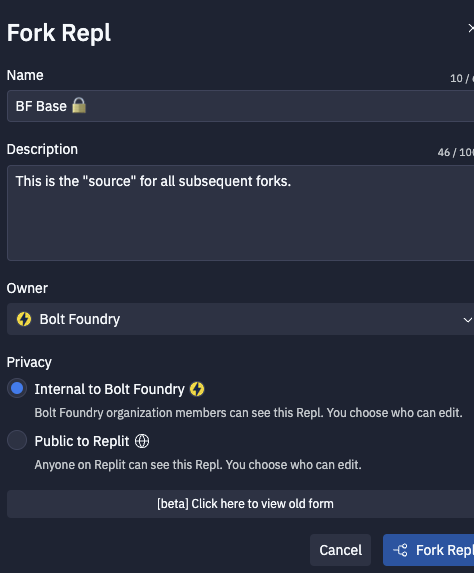 Fork Repl
Name
10 /
BF Base 🔒
Description
46 / 100
This is the "source" for all subsequent forks.
Owner
Bolt Foundry
Privacy
Internal to Bolt Foundry
Bolt Foundry organization members can see this Repl. You choose who can edit.
Public to Replit
Anyone on Replit can see this Repl. You choose who can edit.
[beta] Click here to view old form
Cancel
Fork Repl